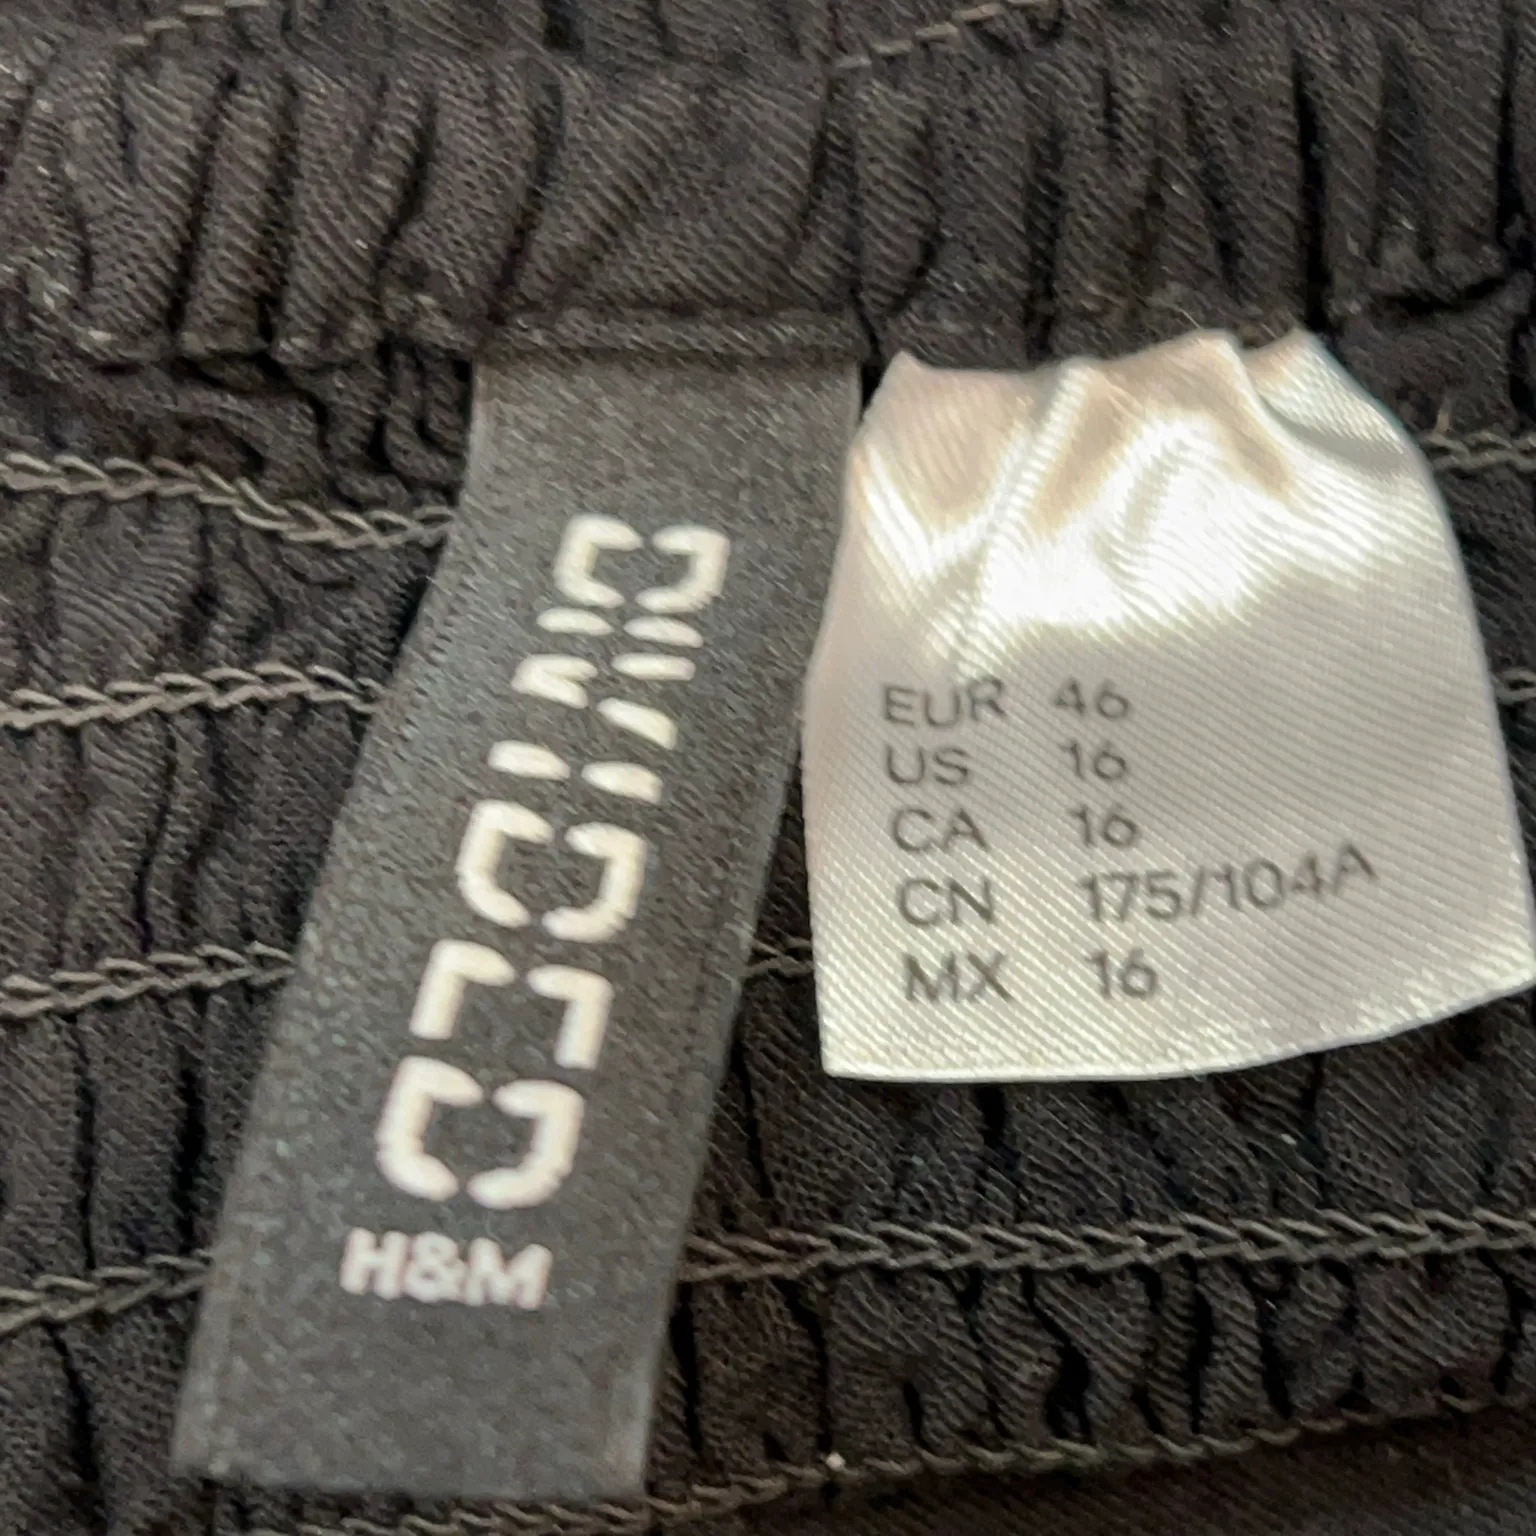 H&M
EUR 46
US 16
CA 16
CN 175/104A
MX 16